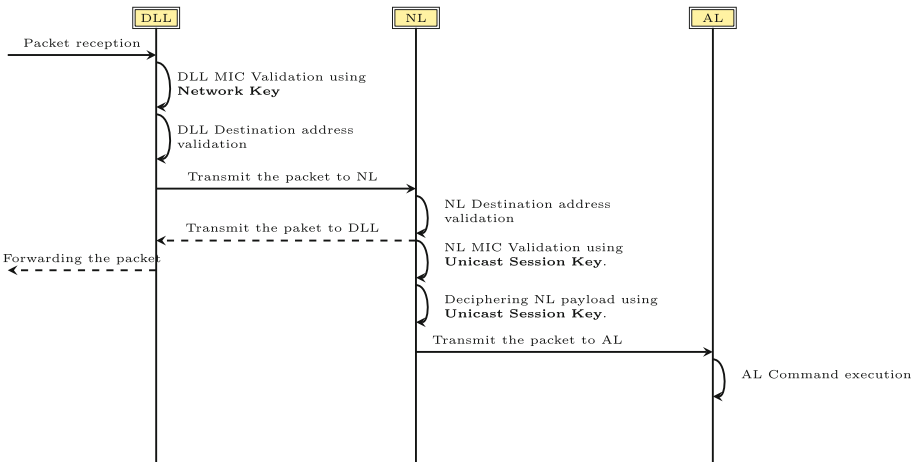 DLL
NL
AL
Packet reception
DLL MIC Validation using
Network Key
DLL Destination address
validation
Transmit the packet to NL
NL Destination address
validation
Transmit the paket to DLL
NL MIC Validation using
Unicast Session Key.
Forwarding the packet
Deciphering NL payload using
Unicast Session Key.
Transmit the packet to AL
AL Command execution